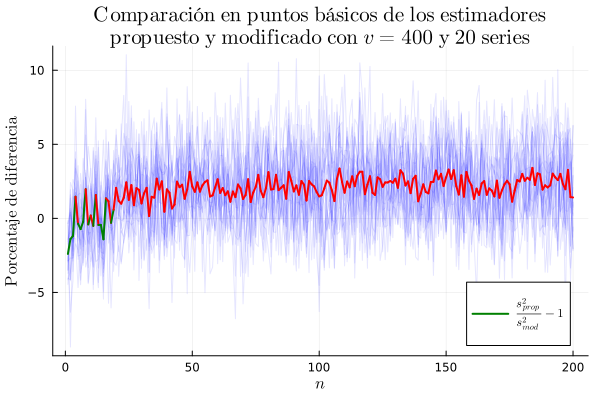 Comparación en puntos básicos de los estimadores
propuesto y modificado con v = 400 y 20 series
Porcentaje de diferencia
10
5
0
−5
0
50
100
150
200
n
s²prop / s²mod − 1